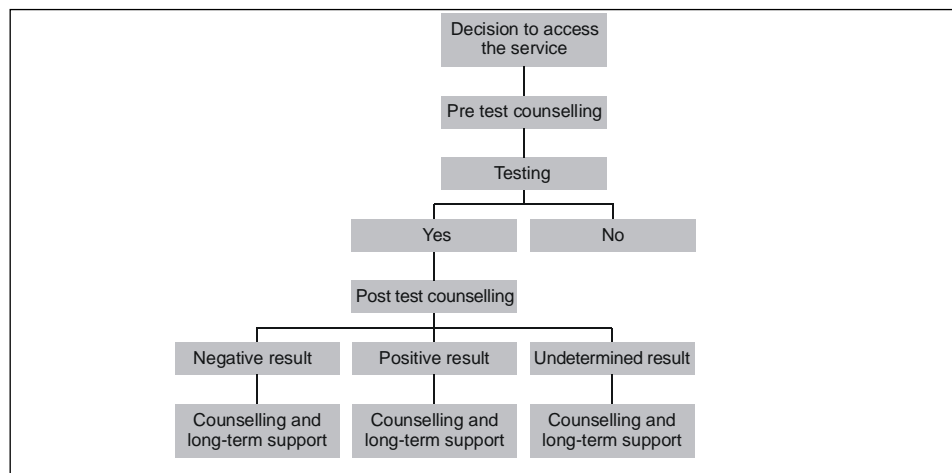 Decision to access
the service
Pre test counselling
Testing
Yes
No
Post test counselling
Negative result
Positive result
Undetermined result
Counselling and
long-term support
Counselling and
long-term support
Counselling and
long-term support